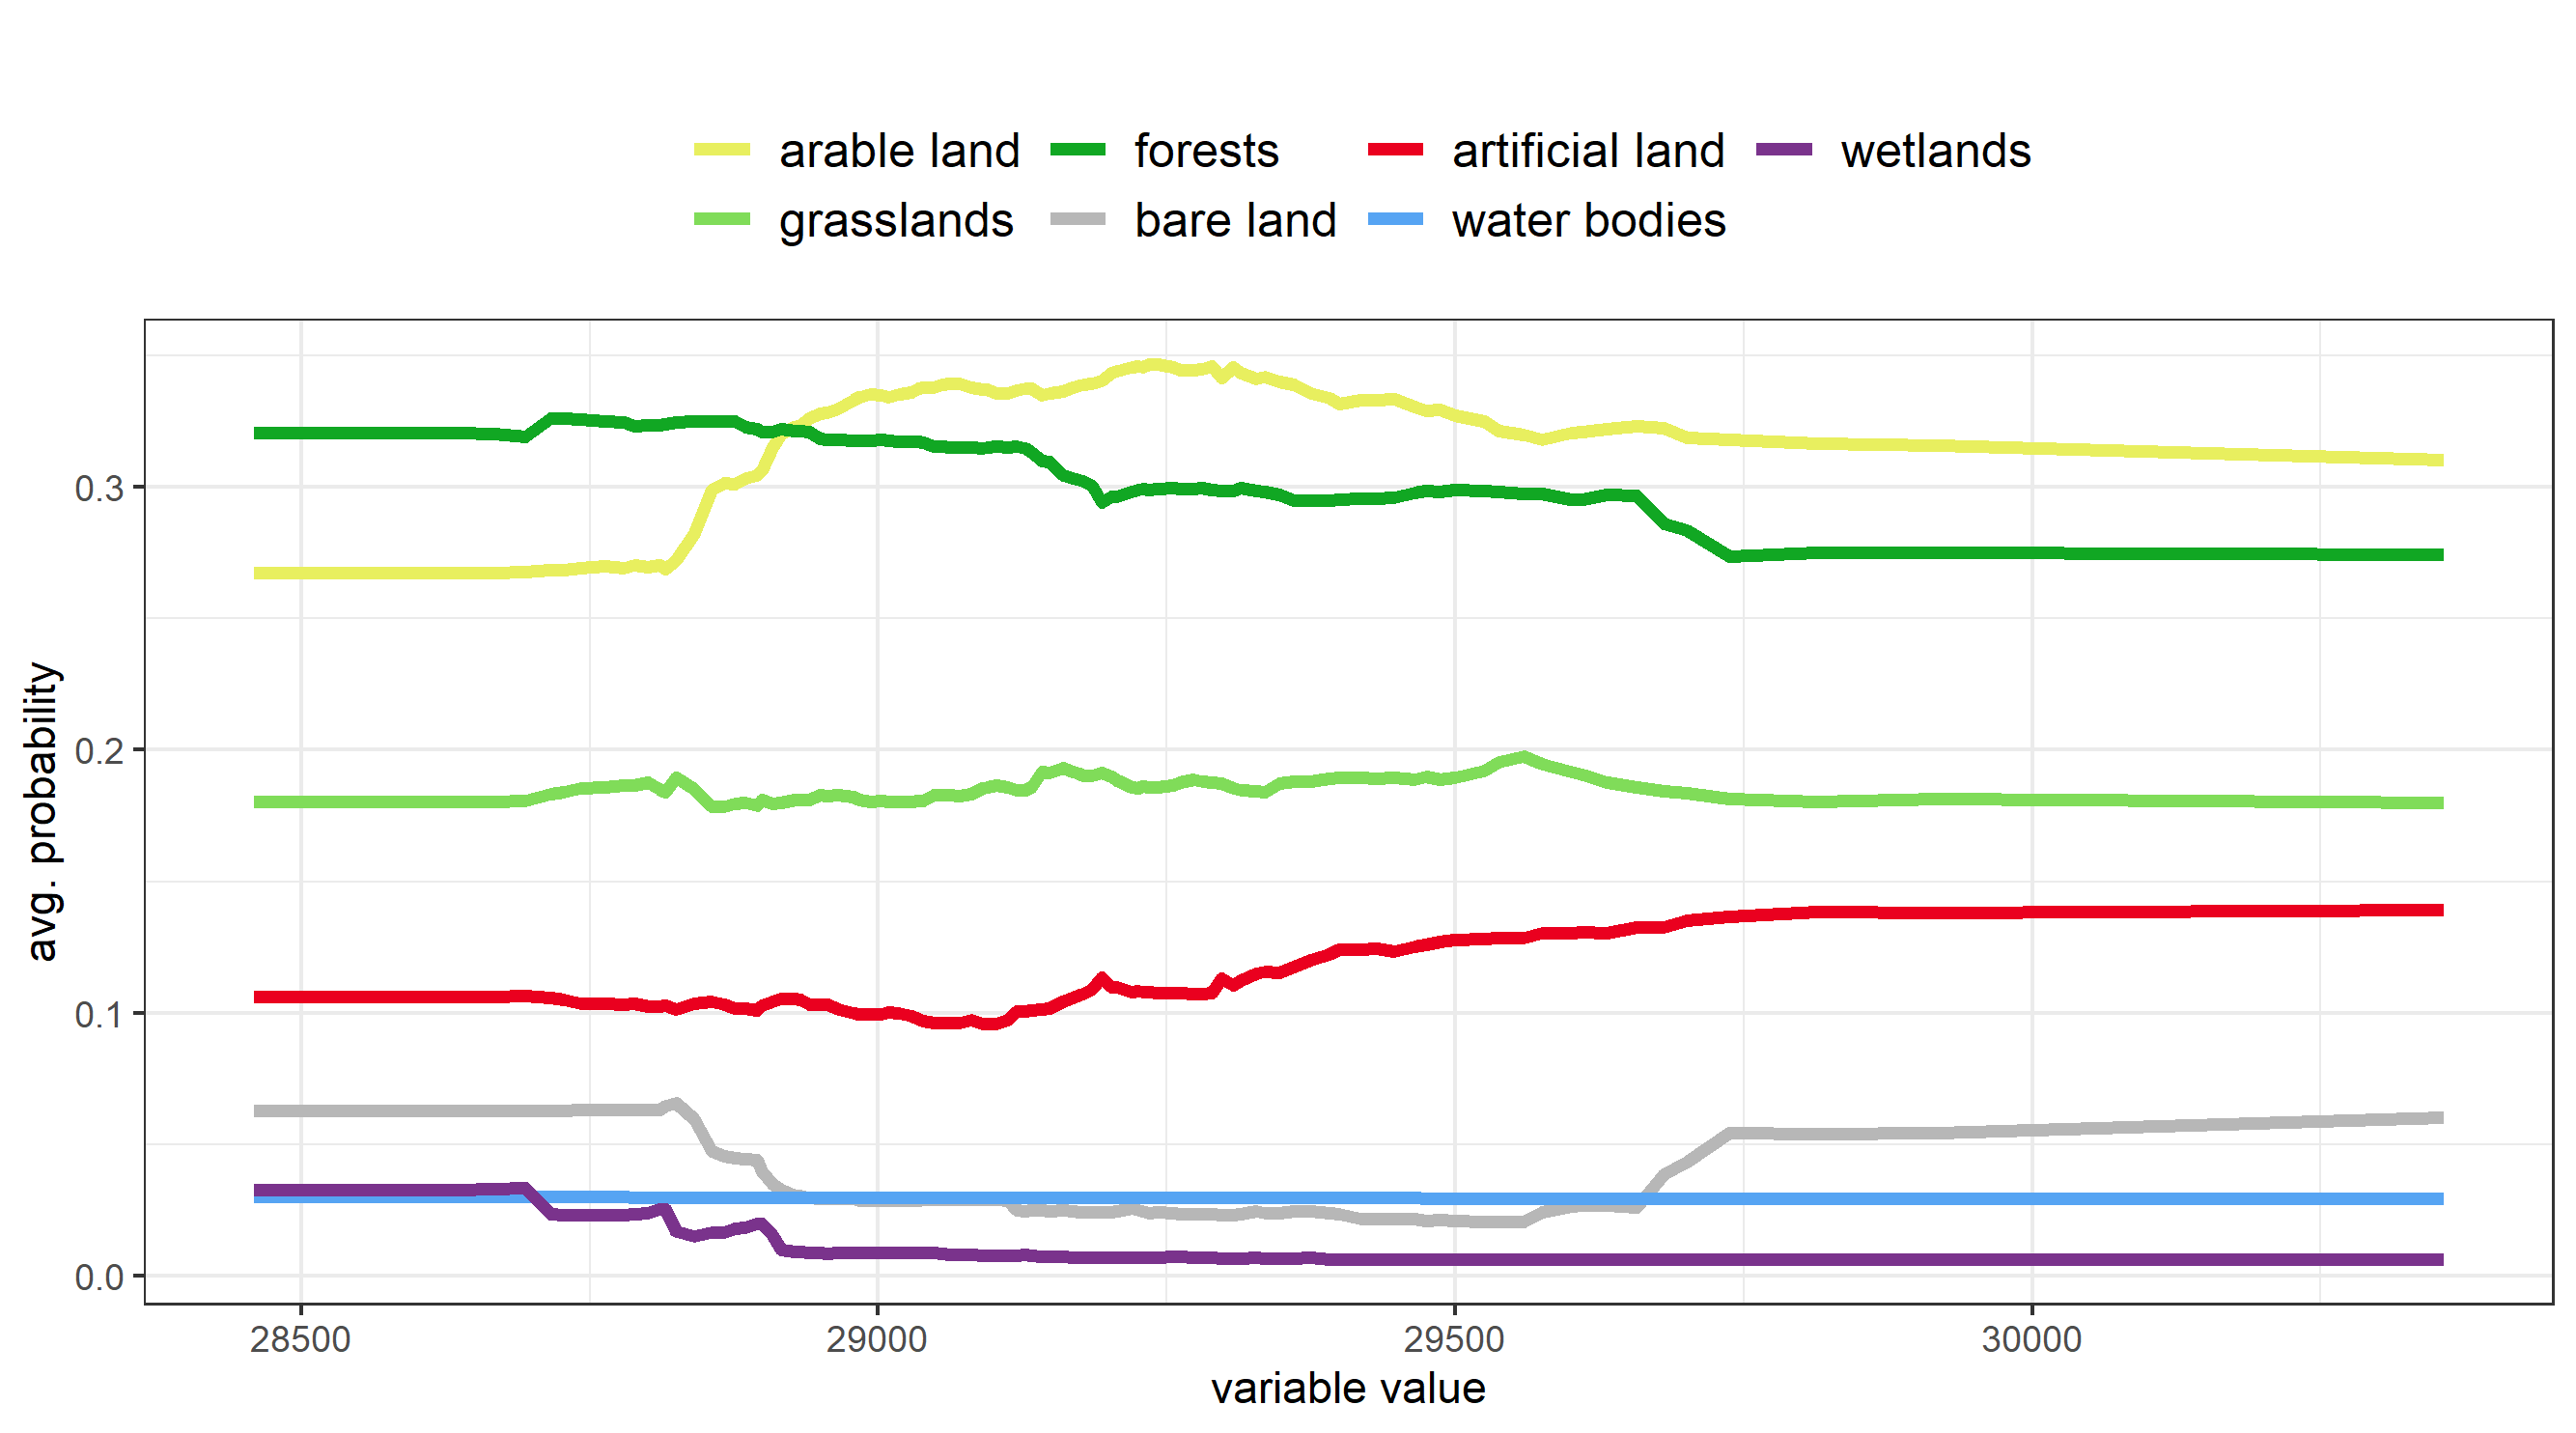 arable land forests artificial land wetlands
grasslands bare land water bodies
avg. probability
0.3
0.2
0.1
0.0
28500 29000 29500 30000
variable value